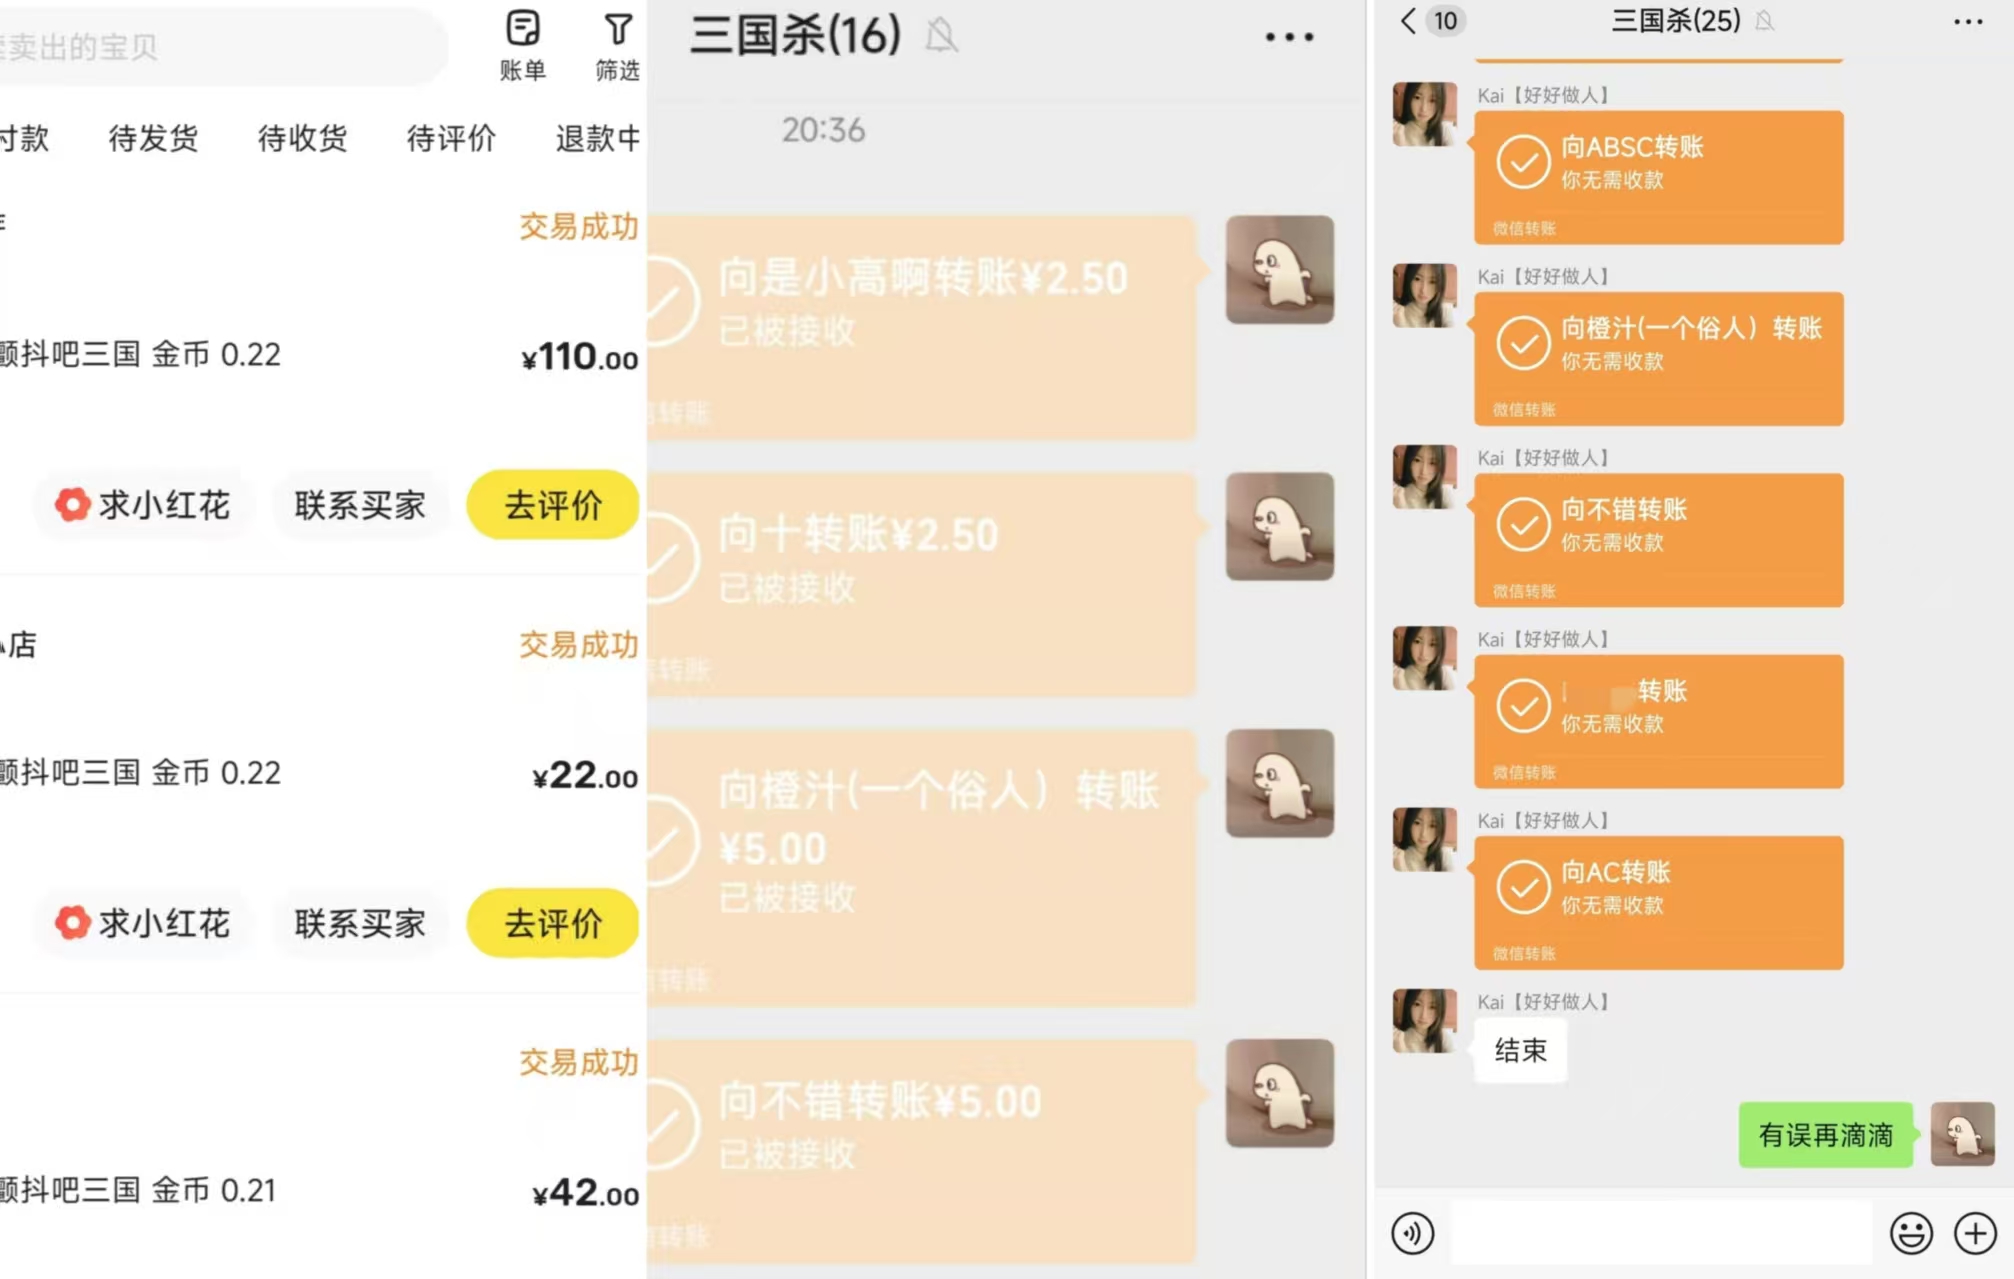 卖出的宝贝
账单
筛选
付款
待发货
待收货
待评价
退款中
交易成功
颤抖吧三国 金币 0.22
¥110.00
求小红花
联系买家
去评价
店
交易成功
颤抖吧三国 金币 0.22
¥22.00
求小红花
联系买家
去评价
交易成功
颤抖吧三国 金币 0.21
¥42.00
三国杀(16)
20:36
向是小高啊转账¥2.50
已被接收
信转账
向十转账¥2.50
已被接收
信转账
向橙汁(一个俗人）转账
¥5.00
已被接收
信转账
向不错转账¥5.00
已被接收
信转账
10
三国杀(25)
Kai【好好做人】
向ABSC转账
你无需收款
微信转账
Kai【好好做人】
向橙汁(一个俗人）转账
你无需收款
微信转账
Kai【好好做人】
向不错转账
你无需收款
微信转账
Kai【好好做人】
转账
你无需收款
微信转账
Kai【好好做人】
向AC转账
你无需收款
微信转账
Kai【好好做人】
结束
有误再滴滴